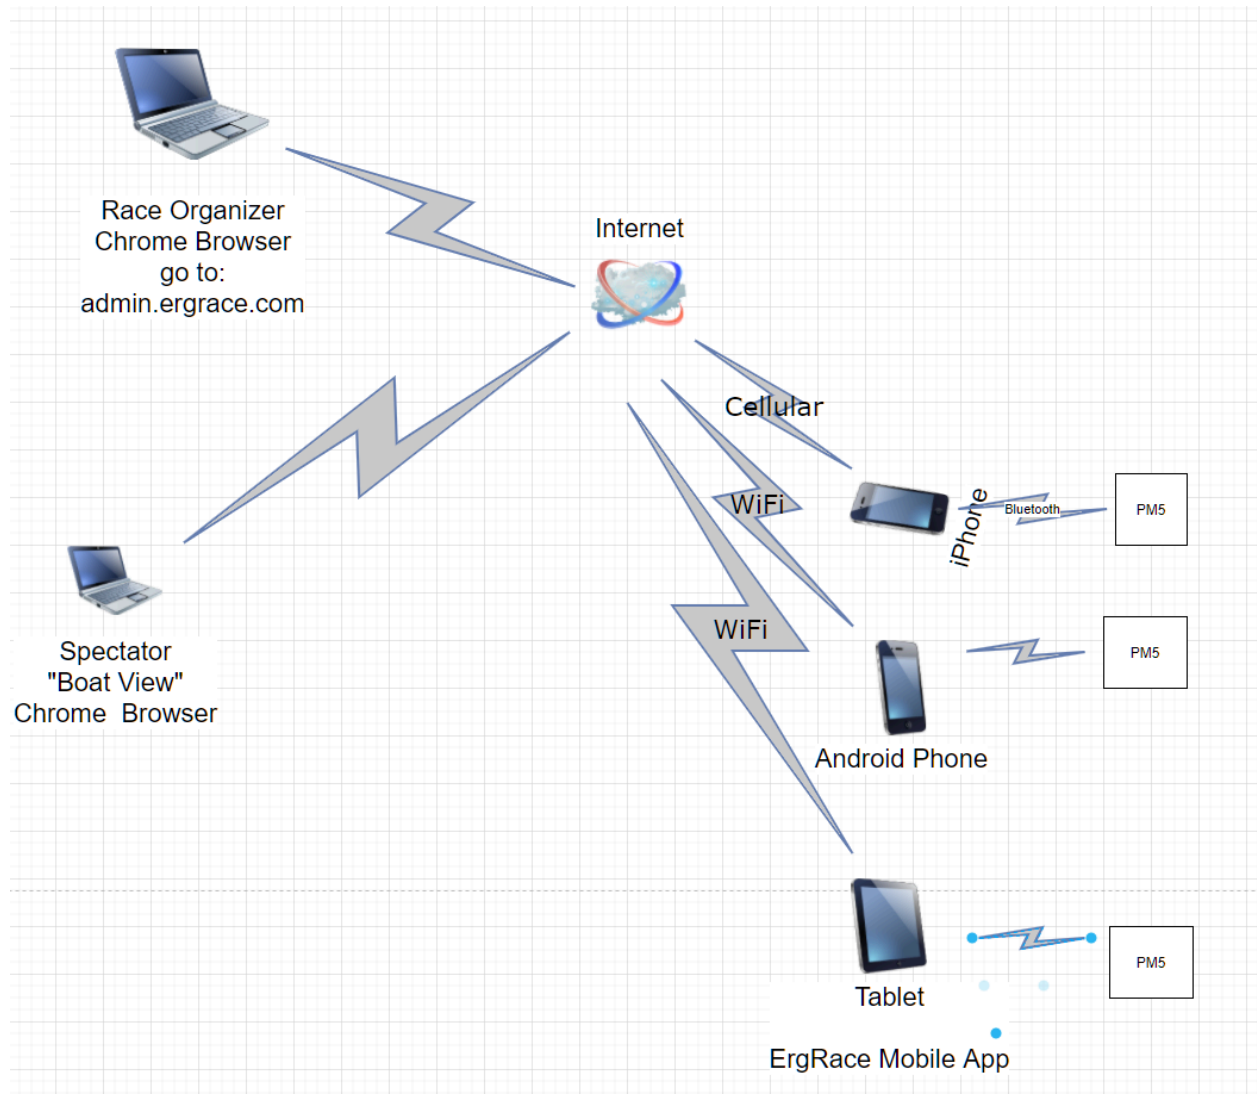 Race Organizer
Chrome Browser
go to:
admin.ergrace.com
Internet
Cellular
WiFi
iPhone
Bluetooth
PM5
WiFi
PM5
Spectator
"Boat View"
Chrome  Browser
Android Phone
PM5
Tablet
ErgRace Mobile App